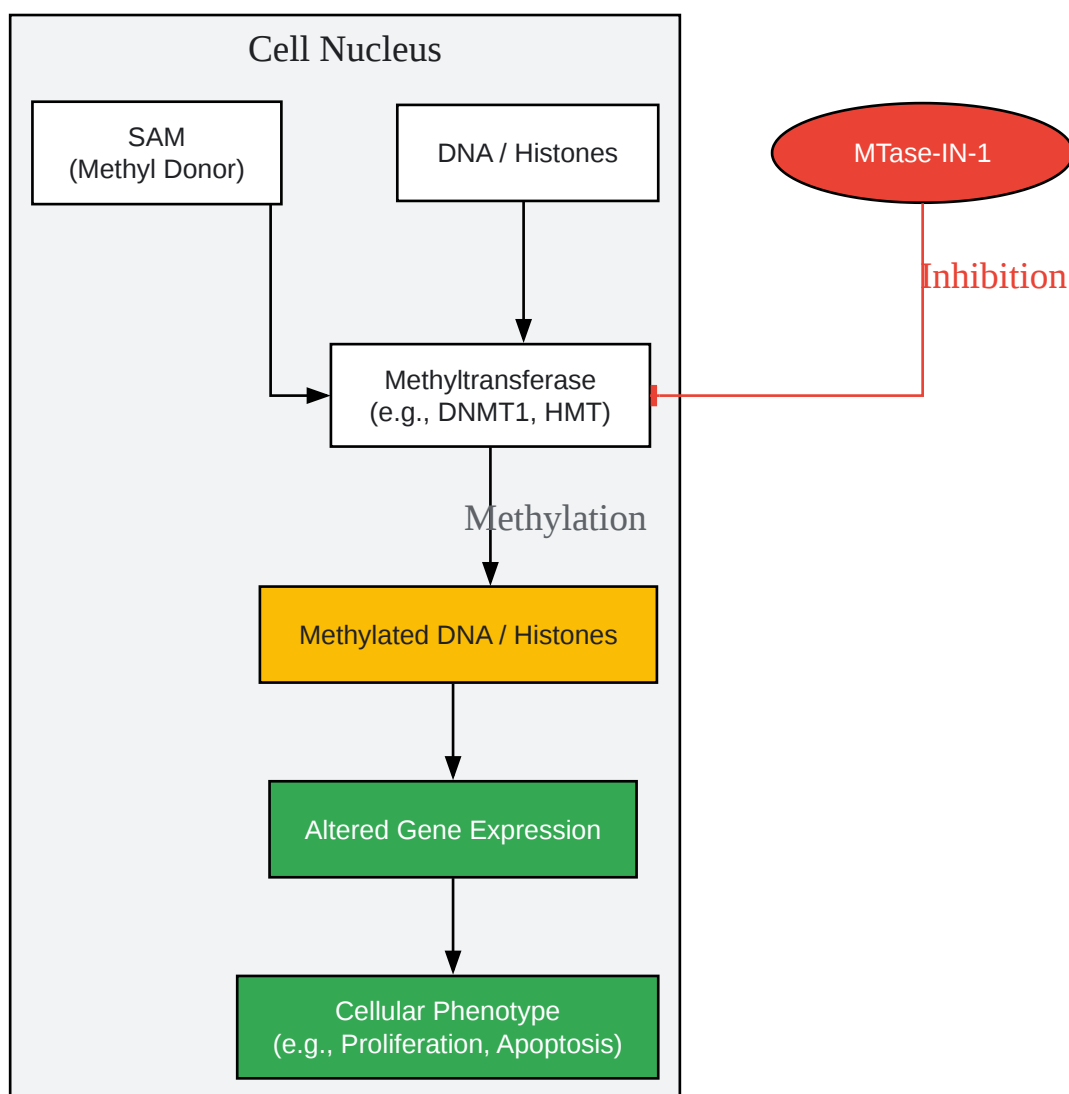 Cell Nucleus
SAM
(Methyl Donor)
DNA / Histones
MTase-IN-1
Inhibition
Methyltransferase
(e.g., DNMT1, HMT)
Methylation
Methylated DNA / Histones
Altered Gene Expression
Cellular Phenotype
(e.g., Proliferation, Apoptosis)